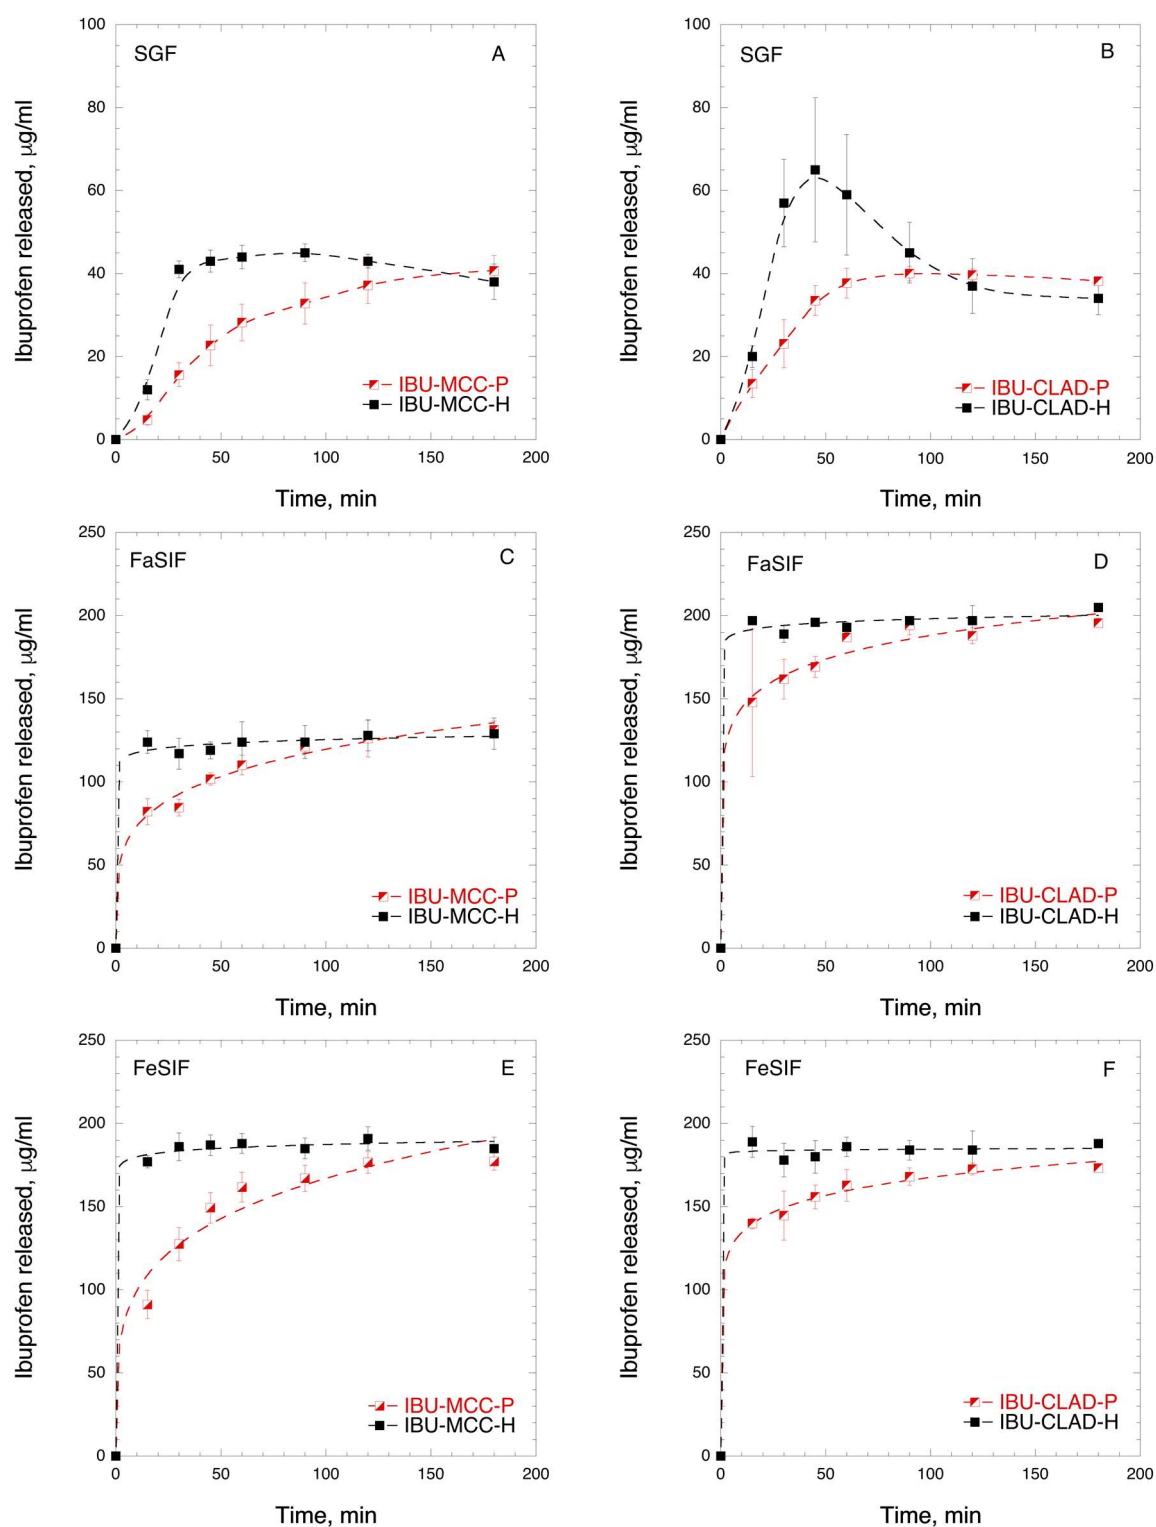 SGF
A
100
80
60
40
20
0
Ibuprofen released, μg/ml
IBU-MCC-P
IBU-MCC-H
0 50 100 150 200
Time, min
SGF
B
100
80
60
40
20
0
Ibuprofen released, μg/ml
IBU-CLAD-P
IBU-CLAD-H
0 50 100 150 200
Time, min
FaSIF
C
250
200
150
100
50
0
Ibuprofen released, μg/ml
IBU-MCC-P
IBU-MCC-H
0 50 100 150 200
Time, min
FaSIF
D
250
200
150
100
50
0
Ibuprofen released, μg/ml
IBU-CLAD-P
IBU-CLAD-H
0 50 100 150 200
Time, min
FeSIF
E
250
200
150
100
50
0
Ibuprofen released, μg/ml
IBU-MCC-P
IBU-MCC-H
0 50 100 150 200
Time, min
FeSIF
F
250
200
150
100
50
0
Ibuprofen released, μg/ml
IBU-CLAD-P
IBU-CLAD-H
0 50 100 150 200
Time, min